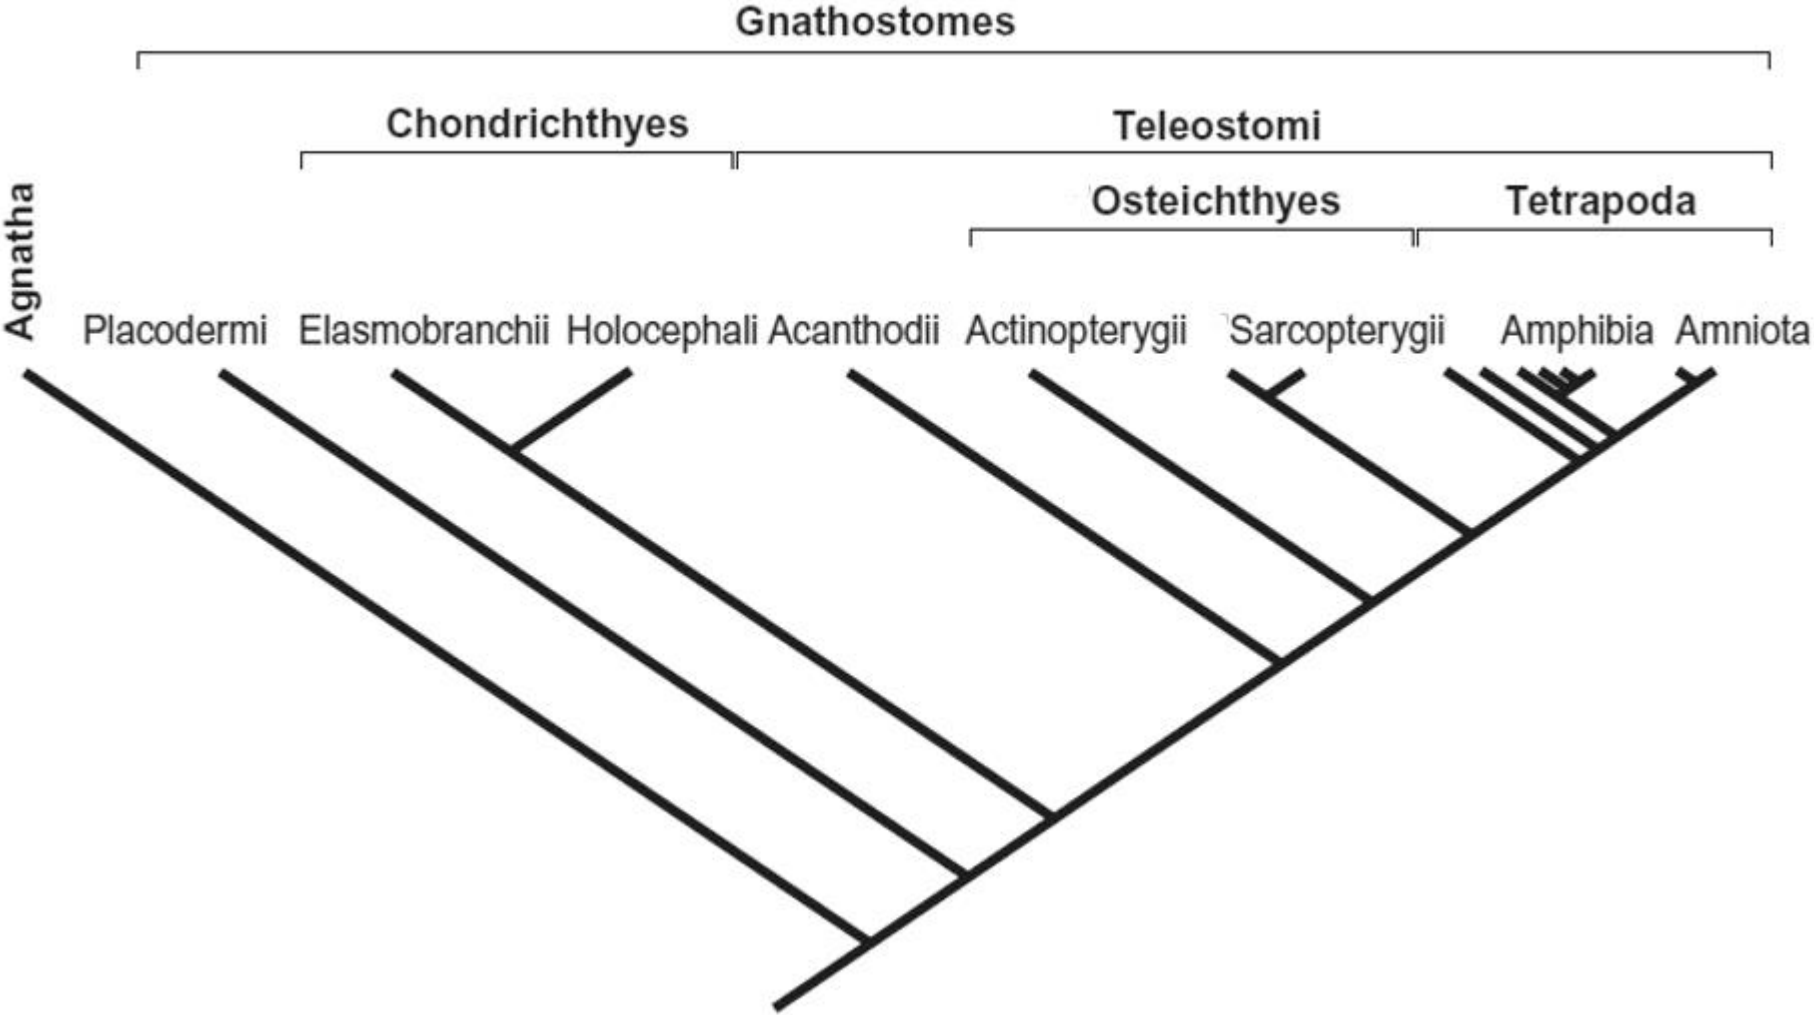 Gnathostomes
Chondrichthyes
Teleostomi
Osteichthyes
Tetrapoda
Agnatha
Placodermi
Elasmobranchii
Holocephali
Acanthodii
Actinopterygii
Sarcopterygii
Amphibia
Amniota